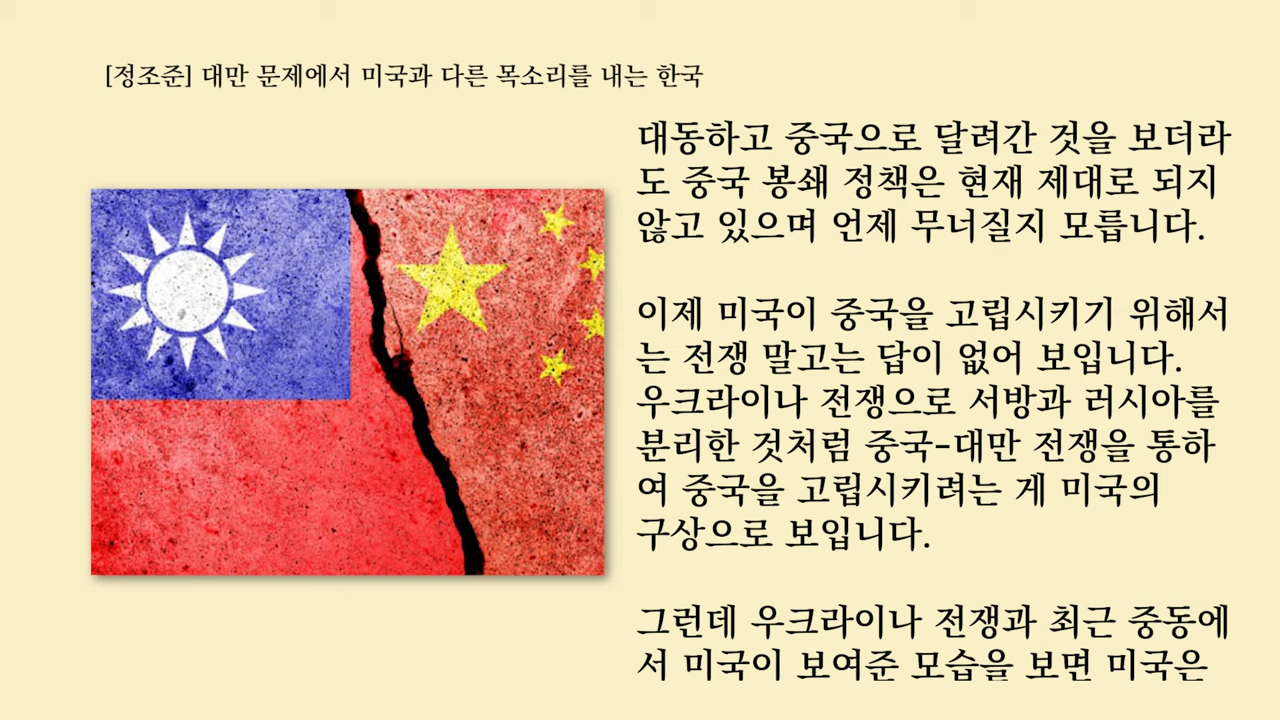 [정조준] 대만 문제에서 미국과 다른 목소리를 내는 한국
대동하고 중국으로 달려간 것을 보더라
도 중국 봉쇄 정책은 현재 제대로 되지
않고 있으며 언제 무너질지 모릅니다.
이제 미국이 중국을 고립시키기 위해서
는 전쟁 말고는 답이 없어 보입니다.
우크라이나 전쟁으로 서방과 러시아를
분리한 것처럼 중국-대만 전쟁을 통하
여 중국을 고립시키려는 게 미국의
구상으로 보입니다.
그런데 우크라이나 전쟁과 최근 중동에
서 미국이 보여준 모습을 보면 미국은